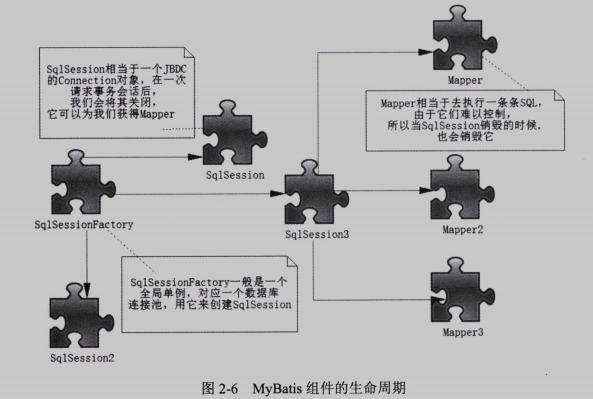 Mapper
SqlSession相当于一个JBDC
的Connection对象, 在一次
请求事务会话后,
我们会将其关闭,
它可以为我们获得Mapper
Mapper相当于去执行一条条SQL,
由于它们难以控制,
所以当SqlSession销毁的时候,
也会销毁它
SqlSession
SqlSessionFactory
SqlSession3
Mapper2
SqlSessionFactory一般是一个
全局单例, 对应一个数据库
连接池, 用它来创建SqlSession
Mapper3
SqlSession2
图 2-6 MyBatis 组件的生命周期